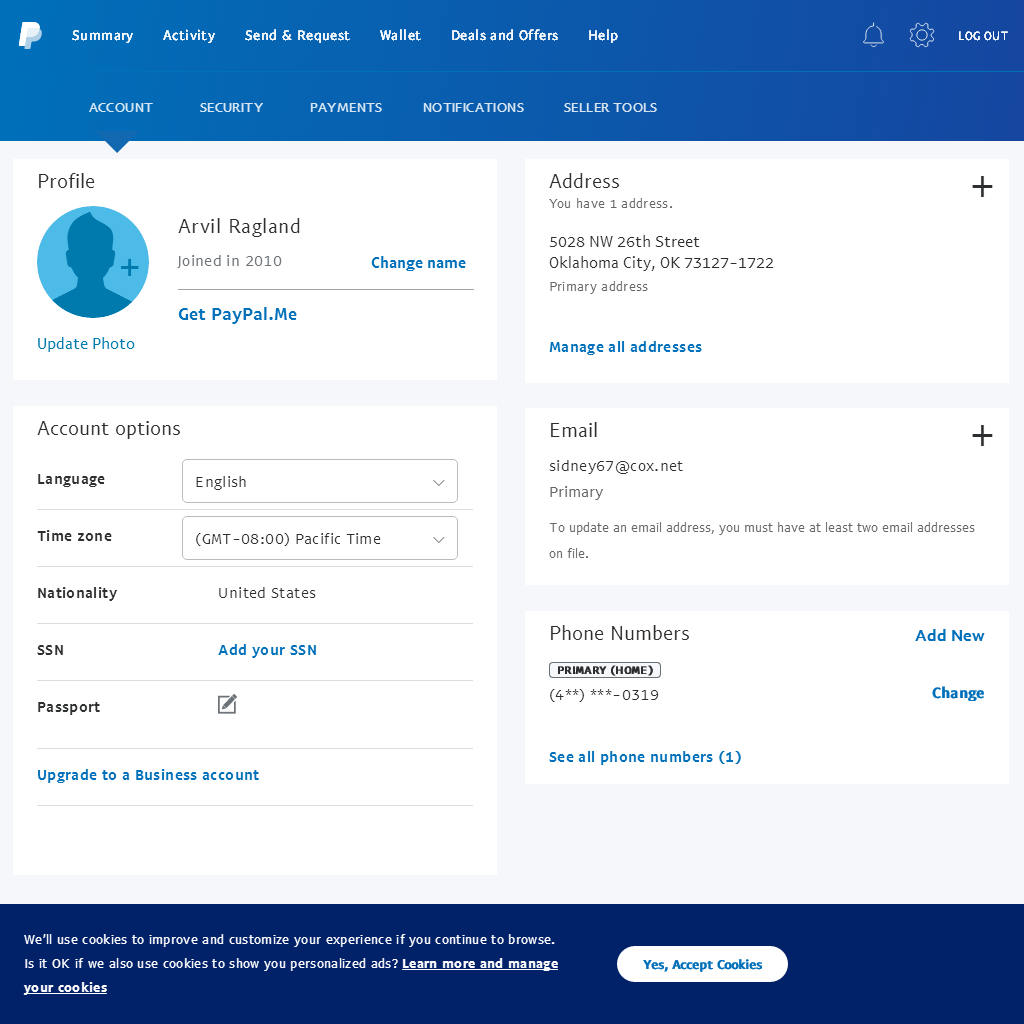 Summary Activity Send & Request Wallet Deals and Offers Help LOG OUT
ACCOUNT SECURITY PAYMENTS NOTIFICATIONS SELLER TOOLS
Profile
Arvil Ragland
Joined in 2010
Change name
Get PayPal.Me
Update Photo
Account options
Language English
Time zone (GMT-08:00) Pacific Time
Nationality United States
SSN Add your SSN
Passport
Upgrade to a Business account
Address
You have 1 address.
5028 NW 26th Street
Oklahoma City, OK 73127-1722
Primary address
Manage all addresses
Email
sidney67@cox.net
Primary
To update an email address, you must have at least two email addresses
on file.
Phone Numbers Add New
PRIMARY (HOME)
(4**) ***-0319 Change
See all phone numbers (1)
We'll use cookies to improve and customize your experience if you continue to browse.
Is it OK if we also use cookies to show you personalized ads? Learn more and manage
your cookies
Yes, Accept Cookies